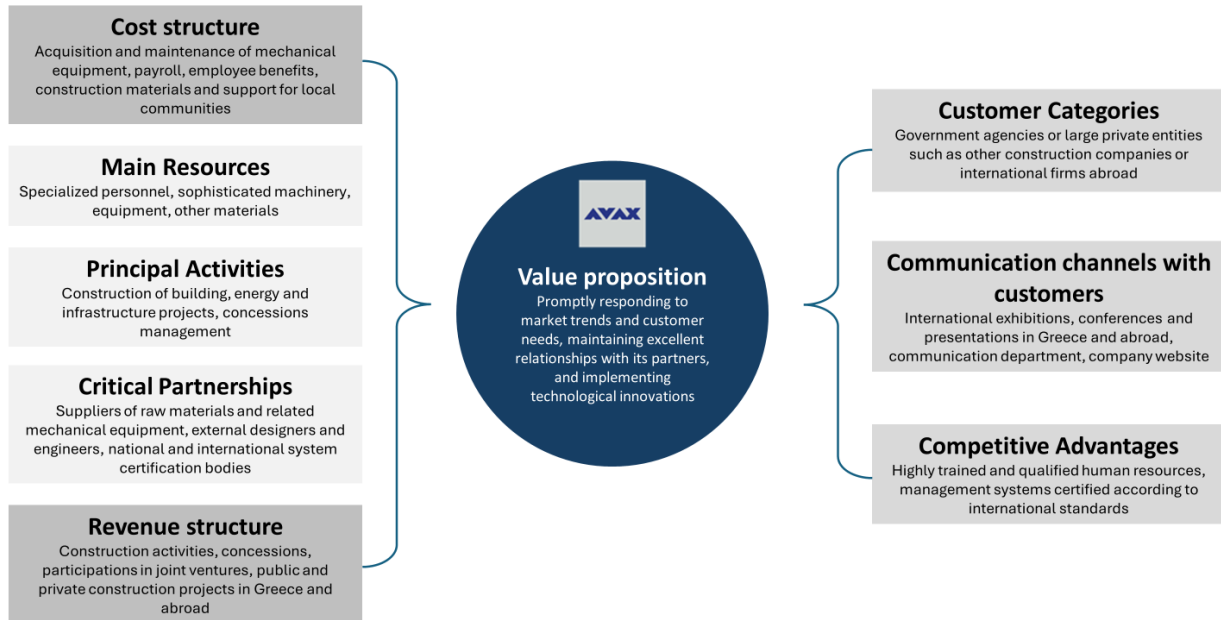 Cost structure
Acquisition and maintenance of mechanical
equipment, payroll, employee benefits,
construction materials and support for local
communities
Main Resources
Specialized personnel, sophisticated machinery,
equipment, other materials
Principal Activities
Construction of building, energy and
infrastructure projects, concessions
management
Critical Partnerships
Suppliers of raw materials and related
mechanical equipment, external designers and
engineers, national and international system
certification bodies
Revenue structure
Construction activities, concessions,
participations in joint ventures, public and
private construction projects in Greece and
abroad
AVAX
Value proposition
Promptly responding to
market trends and customer
needs, maintaining excellent
relationships with its partners,
and implementing
technological innovations
Customer Categories
Government agencies or large private entities
such as other construction companies or
international firms abroad
Communication channels with
customers
International exhibitions, conferences and
presentations in Greece and abroad,
communication department, company website
Competitive Advantages
Highly trained and qualified human resources,
management systems certified according to
international standards